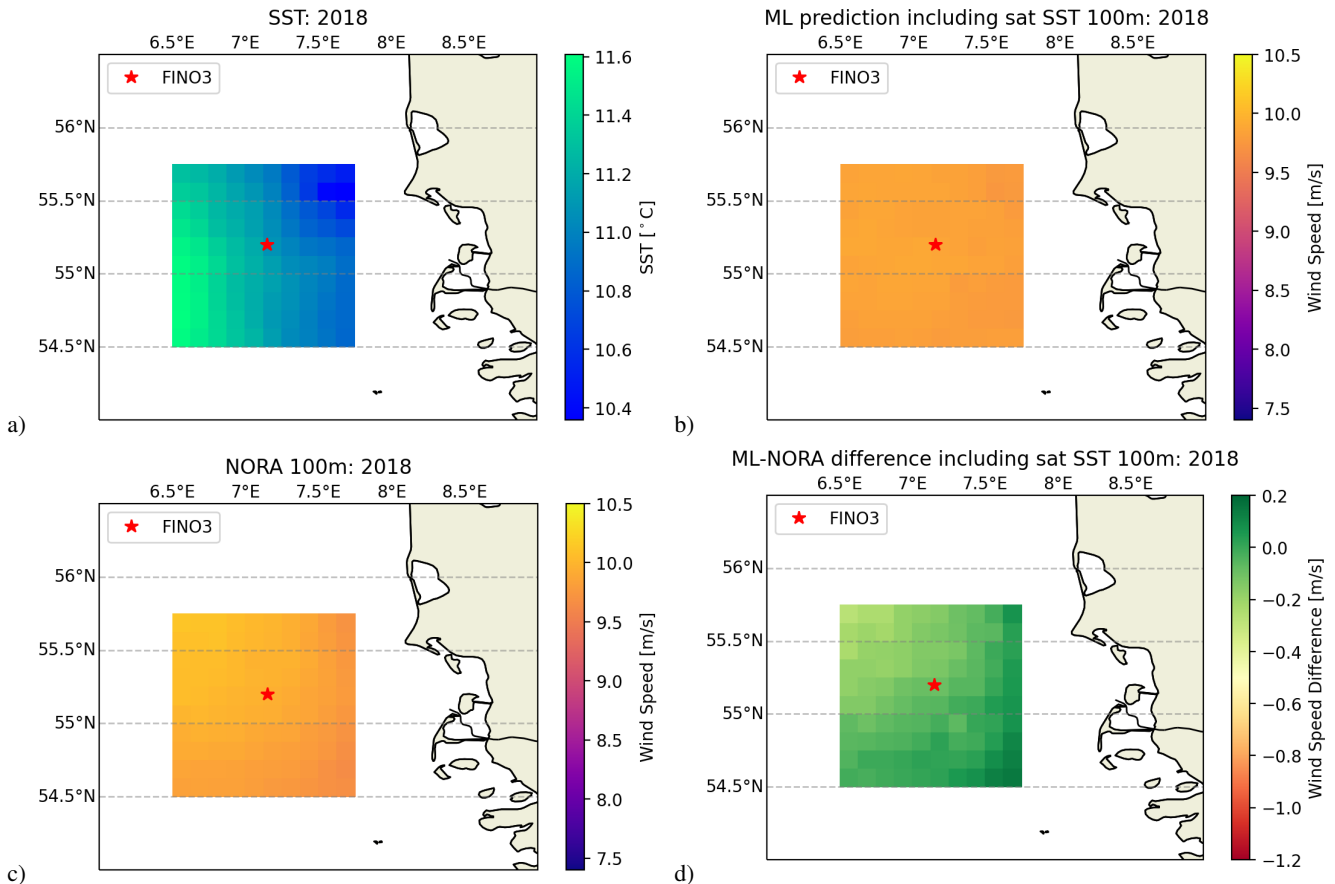 SST: 2018
6.5°E 7°E 7.5°E 8°E 8.5°E
FINO3
56°N
55.5°N
55°N
54.5°N
11.6
11.4
11.2
11.0
10.8
10.6
10.4
SST [°C]
a)
ML prediction including sat SST 100m: 2018
6.5°E 7°E 7.5°E 8°E 8.5°E
FINO3
56°N
55.5°N
55°N
54.5°N
10.5
10.0
9.5
9.0
8.5
8.0
7.5
Wind Speed [m/s]
b)
NORA 100m: 2018
6.5°E 7°E 7.5°E 8°E 8.5°E
FINO3
56°N
55.5°N
55°N
54.5°N
10.5
10.0
9.5
9.0
8.5
8.0
7.5
Wind Speed [m/s]
c)
ML-NORA difference including sat SST 100m: 2018
6.5°E 7°E 7.5°E 8°E 8.5°E
FINO3
56°N
55.5°N
55°N
54.5°N
0.2
0.0
−0.2
−0.4
−0.6
−0.8
−1.0
−1.2
Wind Speed Difference [m/s]
d)